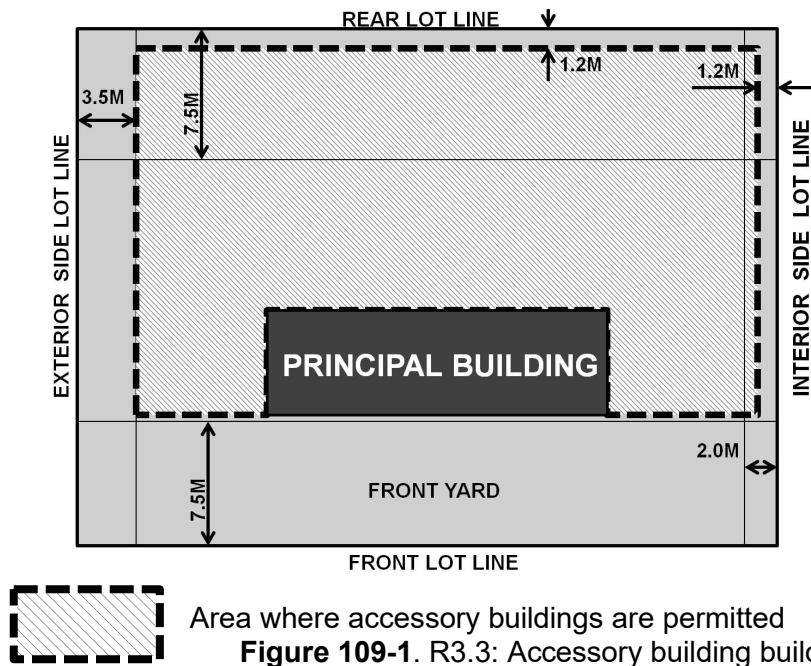 REAR LOT LINE
1.2M
1.2M
3.5M
7.5M
EXTERIOR SIDE LOT LINE
INTERIOR SIDE LOT LINE
PRINCIPAL BUILDING
2.0M
7.5M
FRONT YARD
FRONT LOT LINE
Area where accessory buildings are permitted
Figure 109-1. R3.3: Accessory building buil